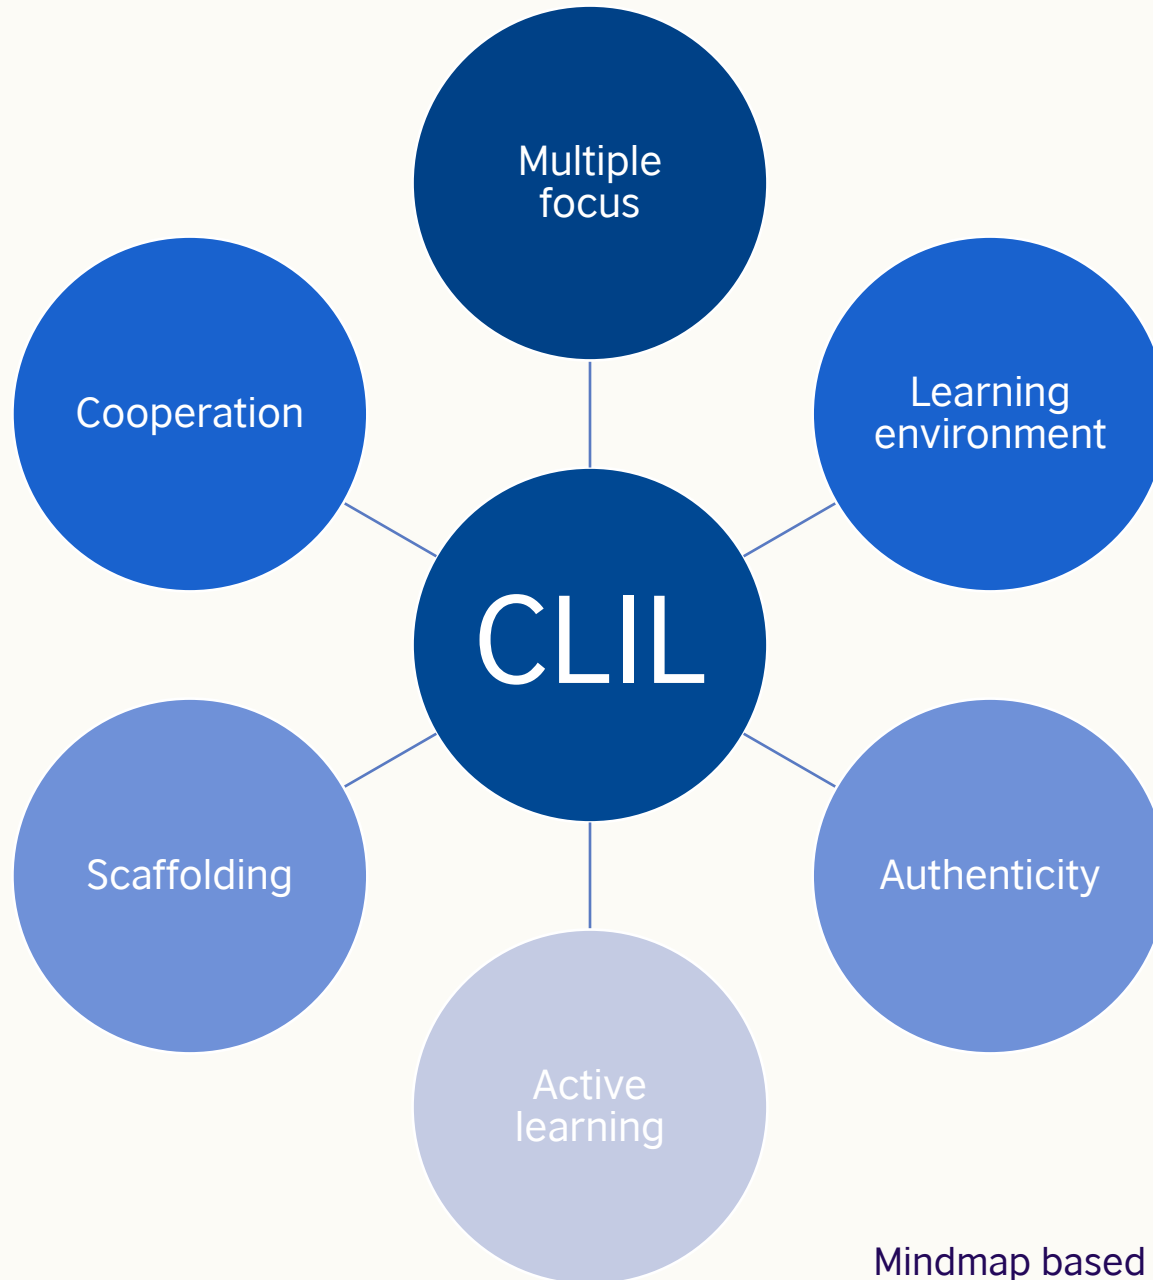 Multiple
focus
Cooperation
Learning
environment
CLIL
Scaffolding
Authenticity
Active
learning
Mindmap based